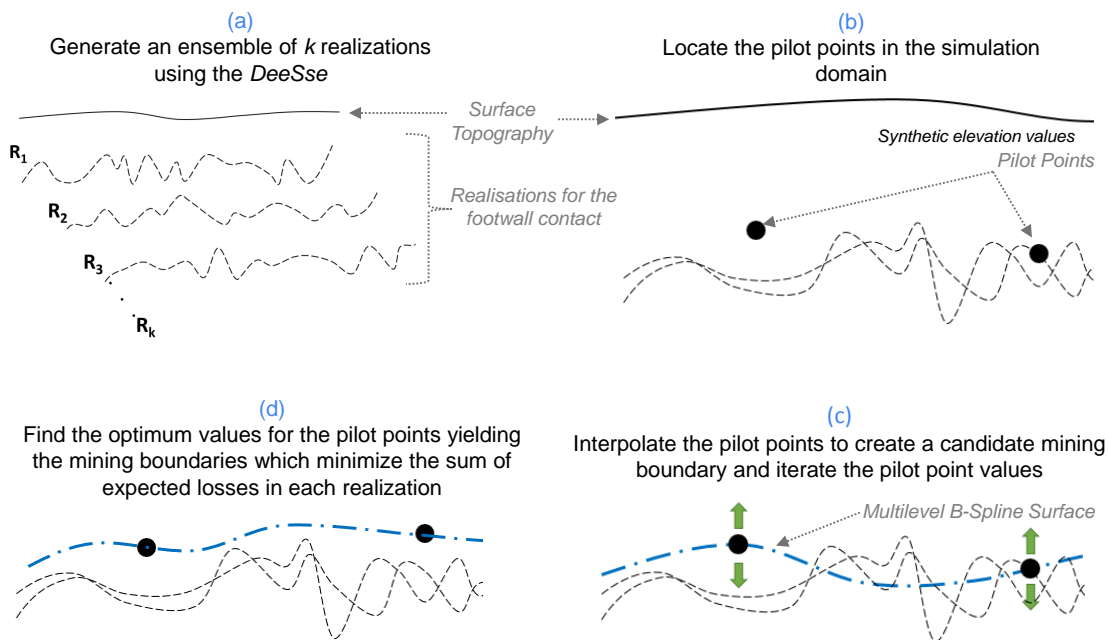 (a)
Generate an ensemble of k realizations
using the DeeSse
Surface
Topography
R1
R2
R3
Rk
Realisations for the
footwall contact
(b)
Locate the pilot points in the simulation
domain
Synthetic elevation values
Pilot Points
(d)
Find the optimum values for the pilot points yielding
the mining boundaries which minimize the sum of
expected losses in each realization
(c)
Interpolate the pilot points to create a candidate mining
boundary and iterate the pilot point values
Multilevel B-Spline Surface